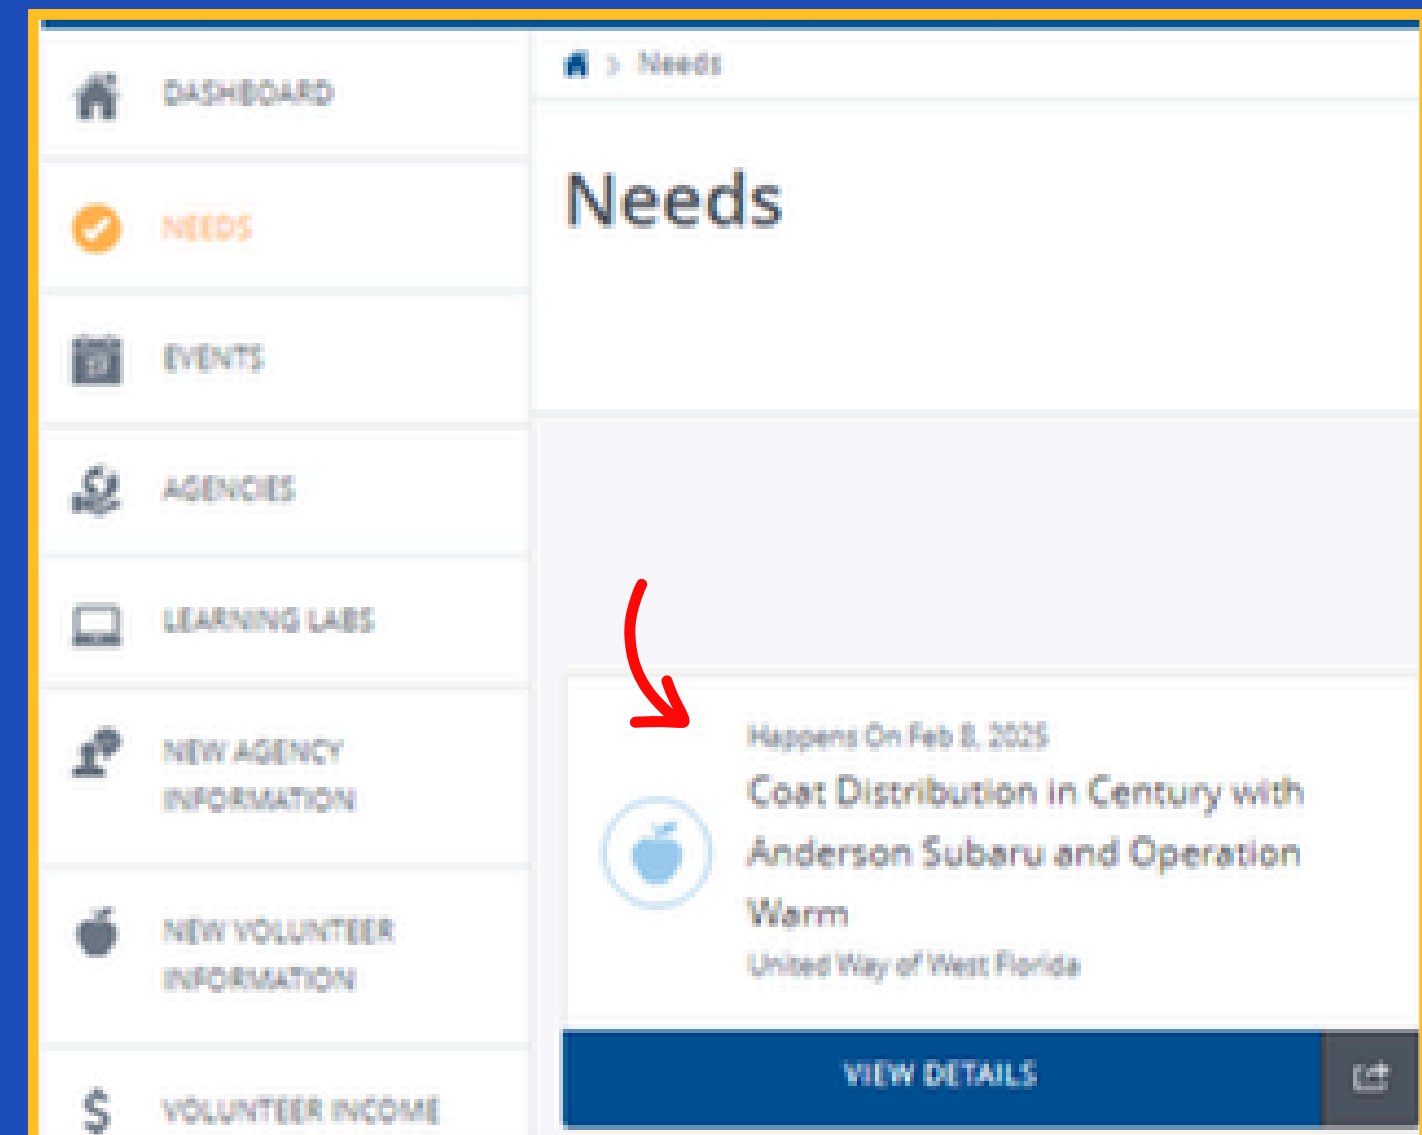 DASHBOARD
NEEDS
EVENTS
AGENCIES
LEARNING LABS
NEW AGENCY
INFORMATION
NEW VOLUNTEER
INFORMATION
VOLUNTEER INCOME
Needs
Needs
Happens On Feb 8, 2025
Coat Distribution in Century with
Anderson Subaru and Operation
Warm
United Way of West Florida
VIEW DETAILS